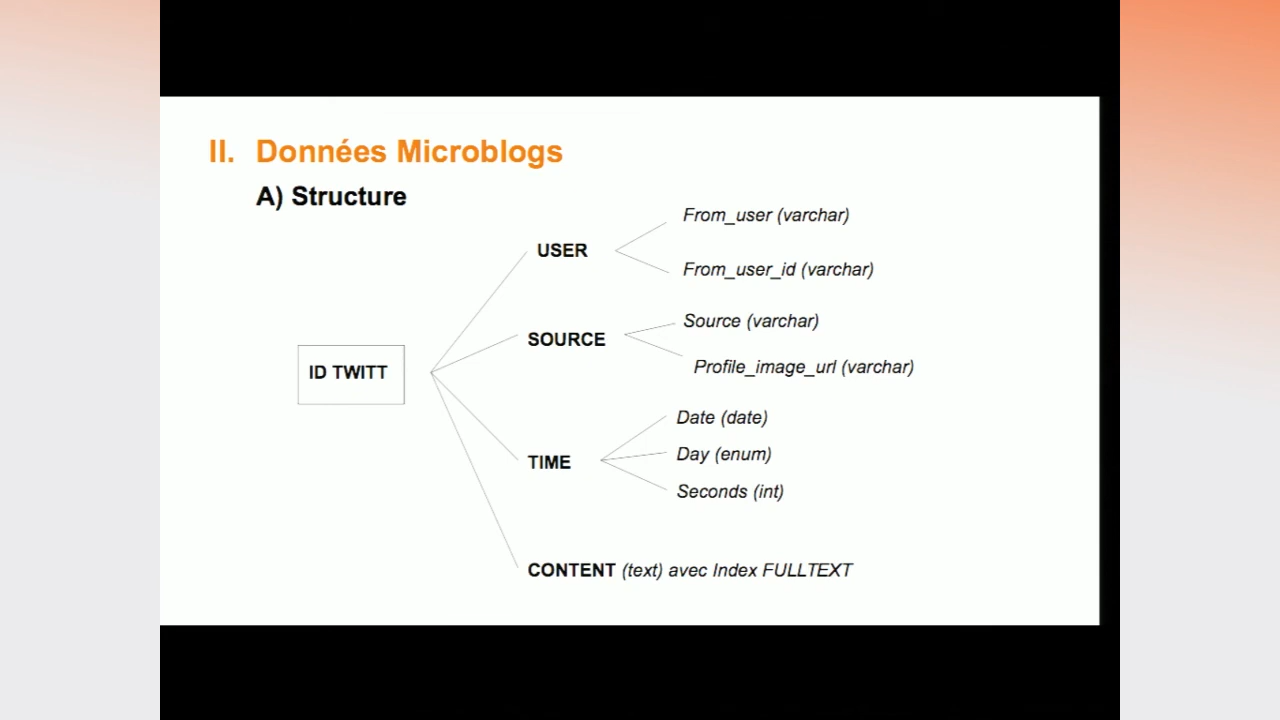 II. Données Microblogs
A) Structure
From_user (varchar)
USER
From_user_id (varchar)
Source (varchar)
SOURCE
Profile_image_url (varchar)
ID TWITT
Date (date)
Day (enum)
TIME
Seconds (int)
CONTENT (text) avec Index FULLTEXT